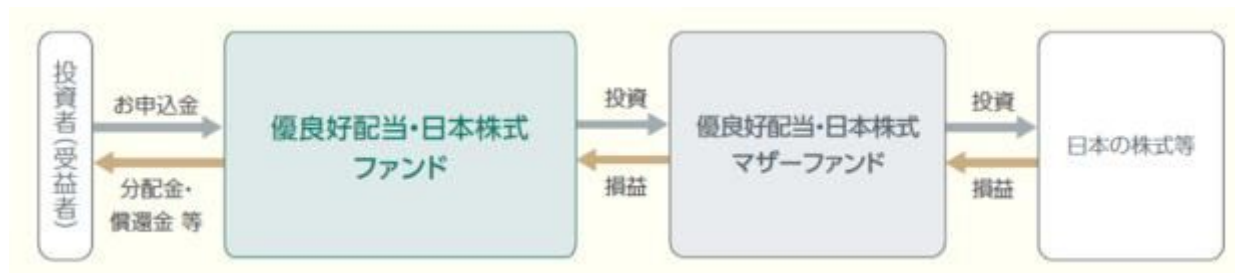 投資者(受益者)
お申込金
分配金・
償還金 等
優良好配当・日本株式
ファンド
投資
損益
優良好配当・日本株式
マザーファンド
投資
損益
日本の株式等